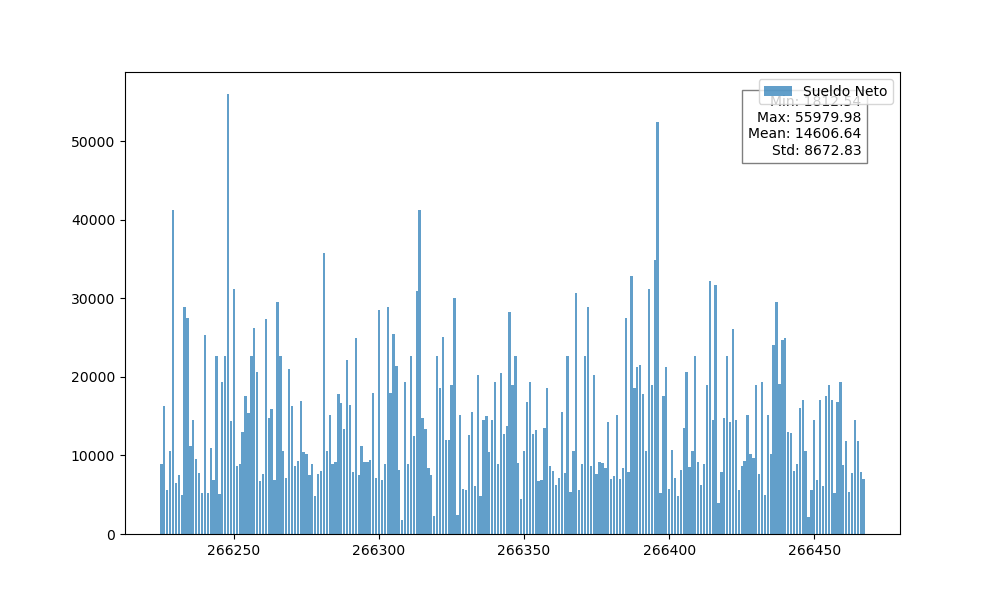 Sueldo Neto
Min: 1812.54
Max: 55979.98
Mean: 14606.64
Std: 8672.83
50000
40000
30000
20000
10000
0
266250
266300
266350
266400
266450